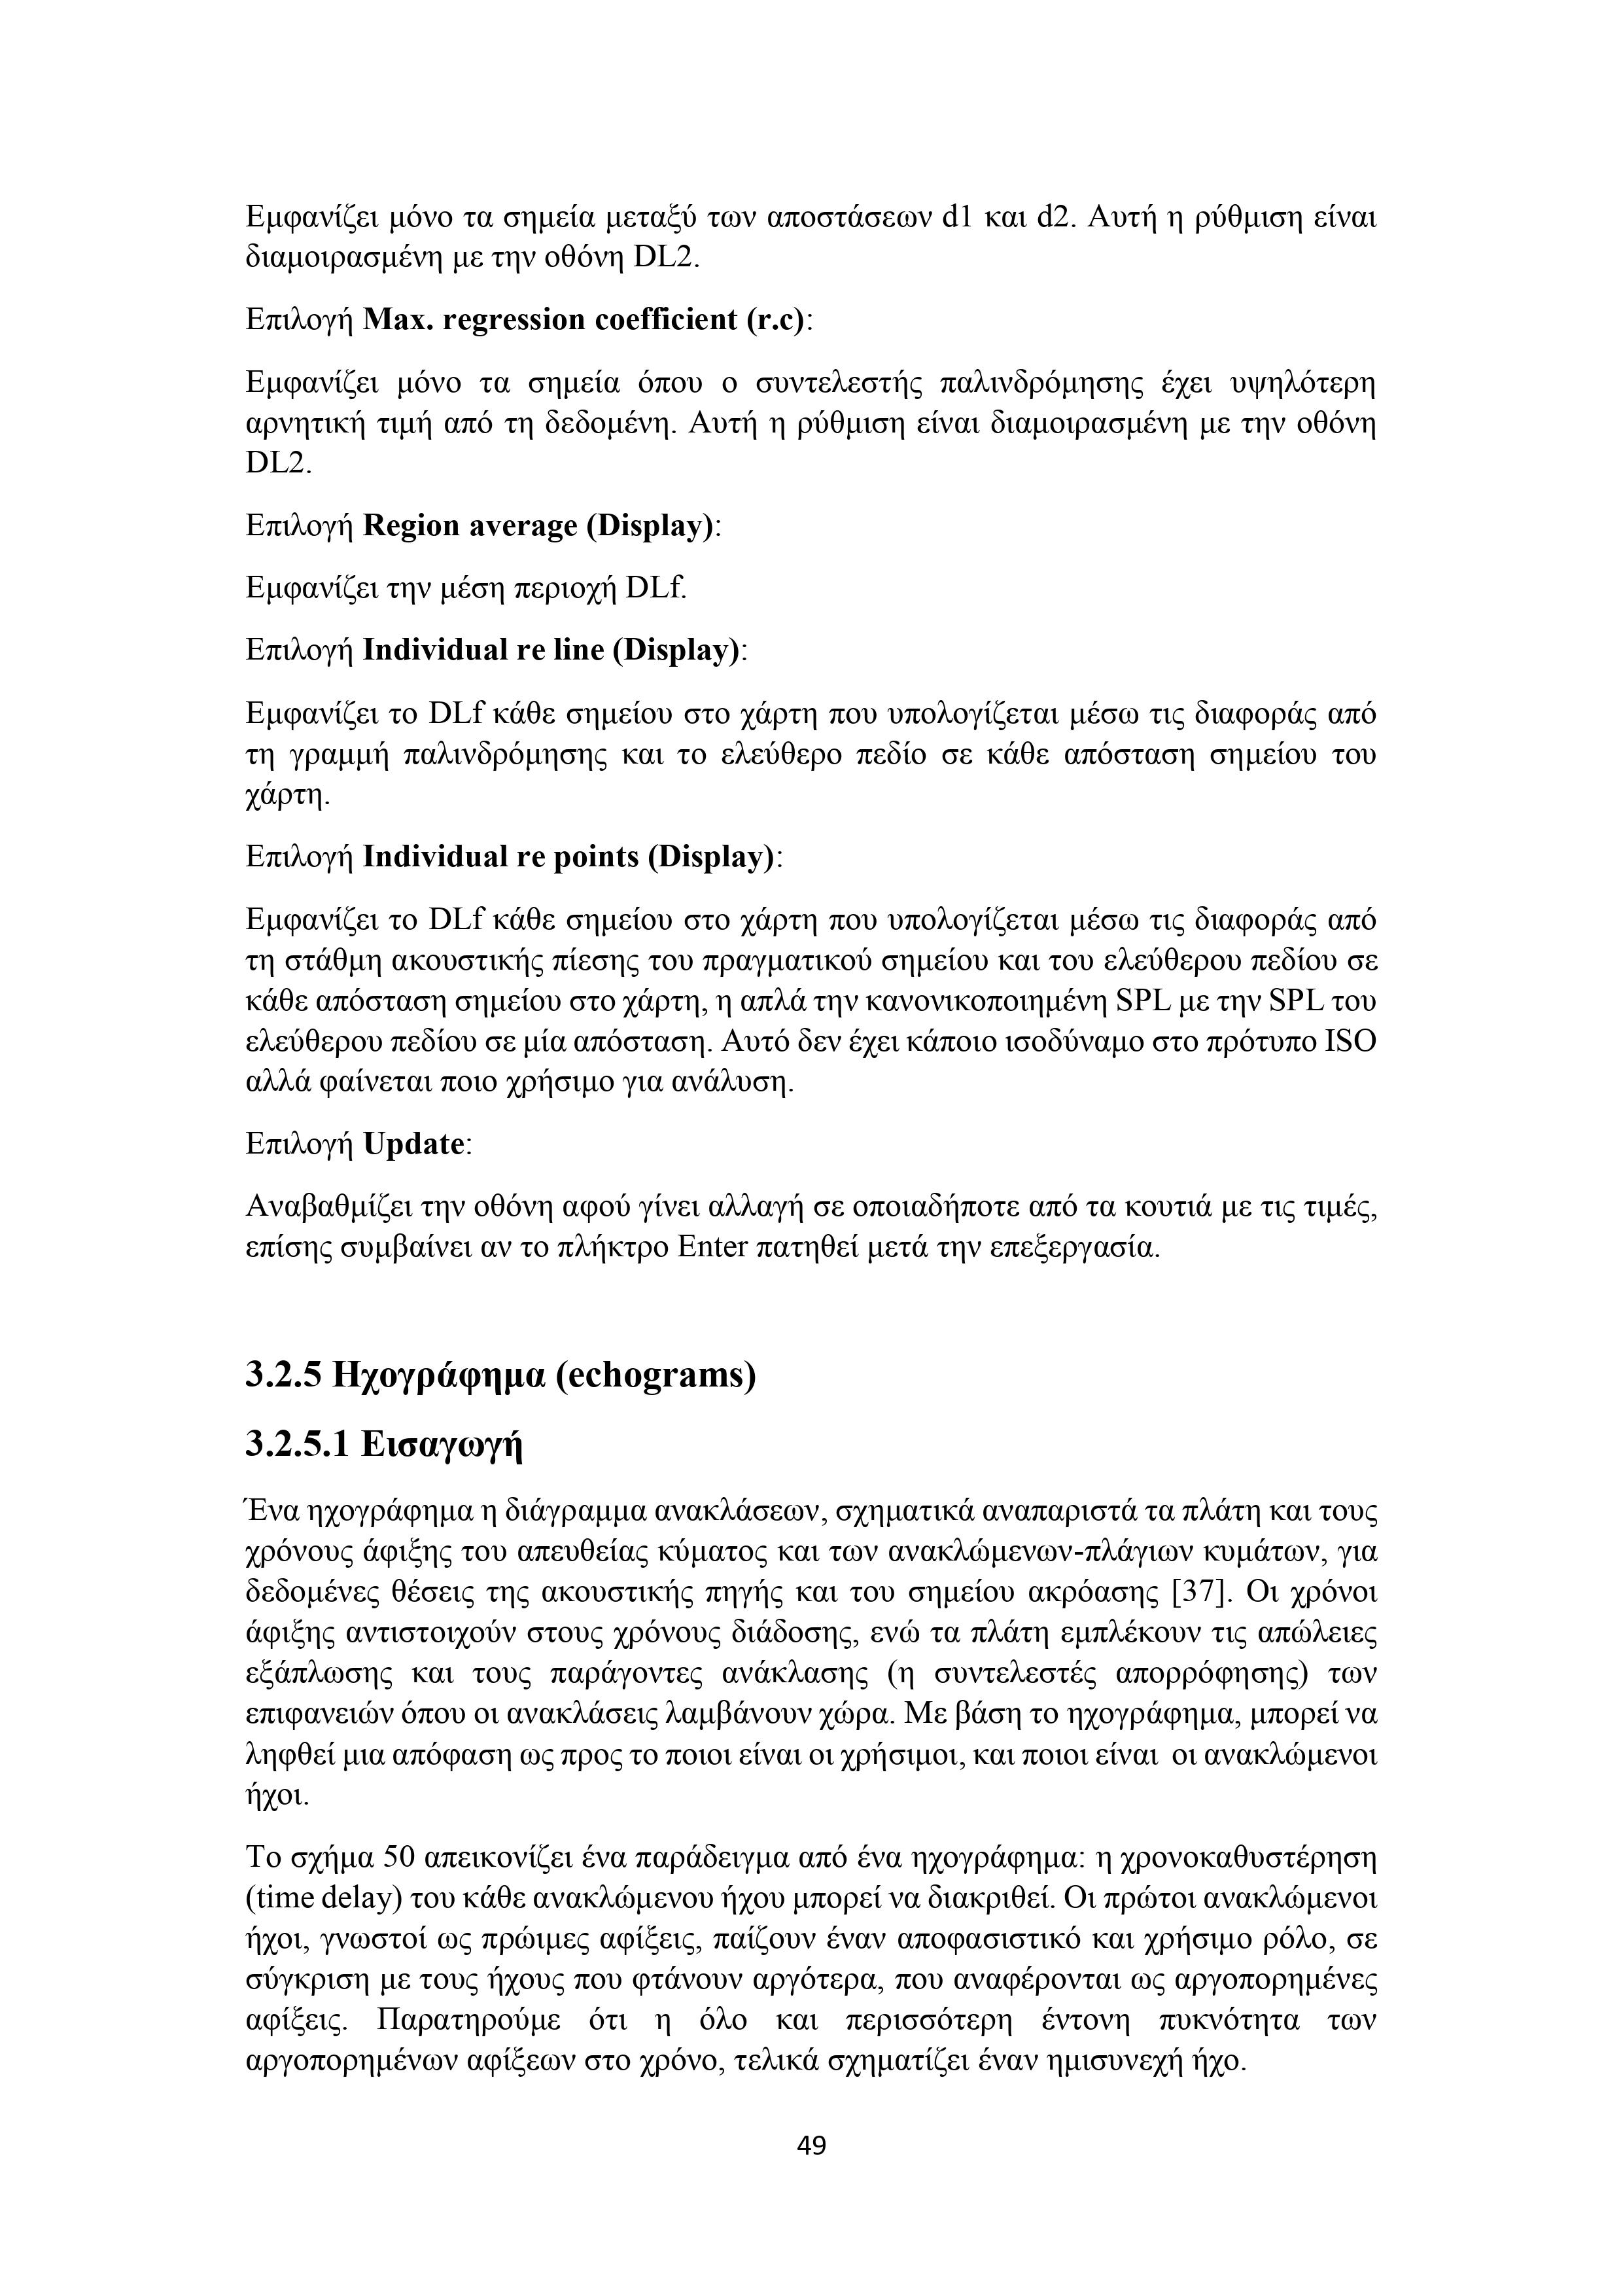 Εμφανίζει μόνο τα σημεία μεταξύ των αποστάσεων d1 και d2. Αυτή η ρύθμιση είναι
διαμοιρασμένη με την οθόνη DL2.
Επιλογή Max. regression coefficient (r.c):
Εμφανίζει μόνο τα σημεία όπου ο συντελεστής παλινδρόμησης έχει υψηλότερη
αρνητική τιμή από τη δεδομένη. Αυτή η ρύθμιση είναι διαμοιρασμένη με την οθόνη
DL2.
Επιλογή Region average (Display):
Εμφανίζει την μέση περιοχή DLf.
Επιλογή Individual re line (Display):
Εμφανίζει το DLf κάθε σημείου στο χάρτη που υπολογίζεται μέσω τις διαφοράς από
τη γραμμή παλινδρόμησης και το ελεύθερο πεδίο σε κάθε απόσταση σημείου του
χάρτη.
Επιλογή Individual re points (Display):
Εμφανίζει το DLf κάθε σημείου στο χάρτη που υπολογίζεται μέσω τις διαφοράς από
τη στάθμη ακουστικής πίεσης του πραγματικού σημείου και του ελεύθερου πεδίου σε
κάθε απόσταση σημείου στο χάρτη, η απλά την κανονικοποιημένη SPL με την SPL του
ελεύθερου πεδίου σε μία απόσταση. Αυτό δεν έχει κάποιο ισοδύναμο στο πρότυπο ISO
αλλά φαίνεται ποιο χρήσιμο για ανάλυση.
Επιλογή Update:
Αναβαθμίζει την οθόνη αφού γίνει αλλαγή σε οποιαδήποτε από τα κουτιά με τις τιμές,
επίσης συμβαίνει αν το πλήκτρο Enter πατηθεί μετά την επεξεργασία.
3.2.5 Ηχογράφημα (echograms)
3.2.5.1 Εισαγωγή
Ένα ηχογράφημα η διάγραμμα ανακλάσεων, σχηματικά αναπαριστά τα πλάτη και τους
χρόνους άφιξης του απευθείας κύματος και των ανακλώμενων-πλάγιων κυμάτων, για
δεδομένες θέσεις της ακουστικής πηγής και του σημείου ακρόασης [37]. Οι χρόνοι
άφιξης αντιστοιχούν στους χρόνους διάδοσης, ενώ τα πλάτη εμπλέκουν τις απώλειες
εξάπλωσης και τους παράγοντες ανάκλασης (η συντελεστές απορρόφησης) των
επιφανειών όπου οι ανακλάσεις λαμβάνουν χώρα. Με βάση το ηχογράφημα, μπορεί να
ληφθεί μια απόφαση ως προς το ποιοι είναι οι χρήσιμοι, και ποιοι είναι οι ανακλώμενοι
ήχοι.
Το σχήμα 50 απεικονίζει ένα παράδειγμα από ένα ηχογράφημα: η χρονοκαθυστέρηση
(time delay) του κάθε ανακλώμενου ήχου μπορεί να διακριθεί. Οι πρώτοι ανακλώμενοι
ήχοι, γνωστοί ως πρώιμες αφίξεις, παίζουν έναν αποφασιστικό και χρήσιμο ρόλο, σε
σύγκριση με τους ήχους που φτάνουν αργότερα, που αναφέρονται ως αργοπορημένες
αφίξεις. Παρατηρούμε ότι η όλο και περισσότερη έντονη πυκνότητα των
αργοπορημένων αφίξεων στο χρόνο, τελικά σχηματίζει έναν ημισυνεχή ήχο.
49